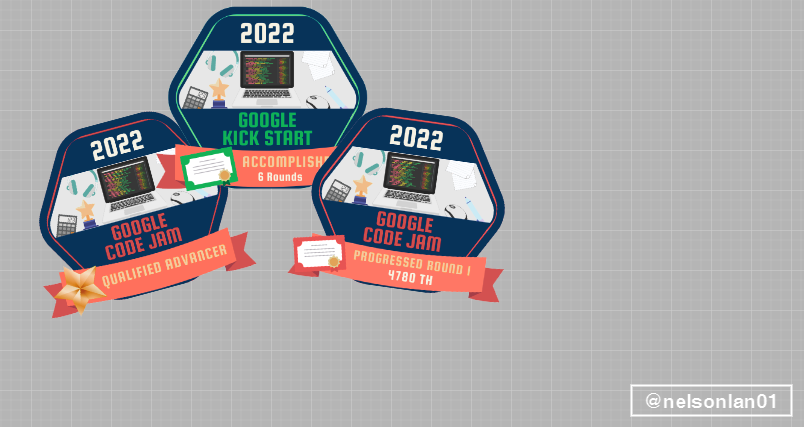 2022
GOOGLE
KICK START
6 Rounds
2022
GOOGLE
CODE JAM
QUALIFIED ADVANCER
2022
GOOGLE
CODE JAM
PROGRESSED ROUND 1
4780 TH
@nelsonlan01